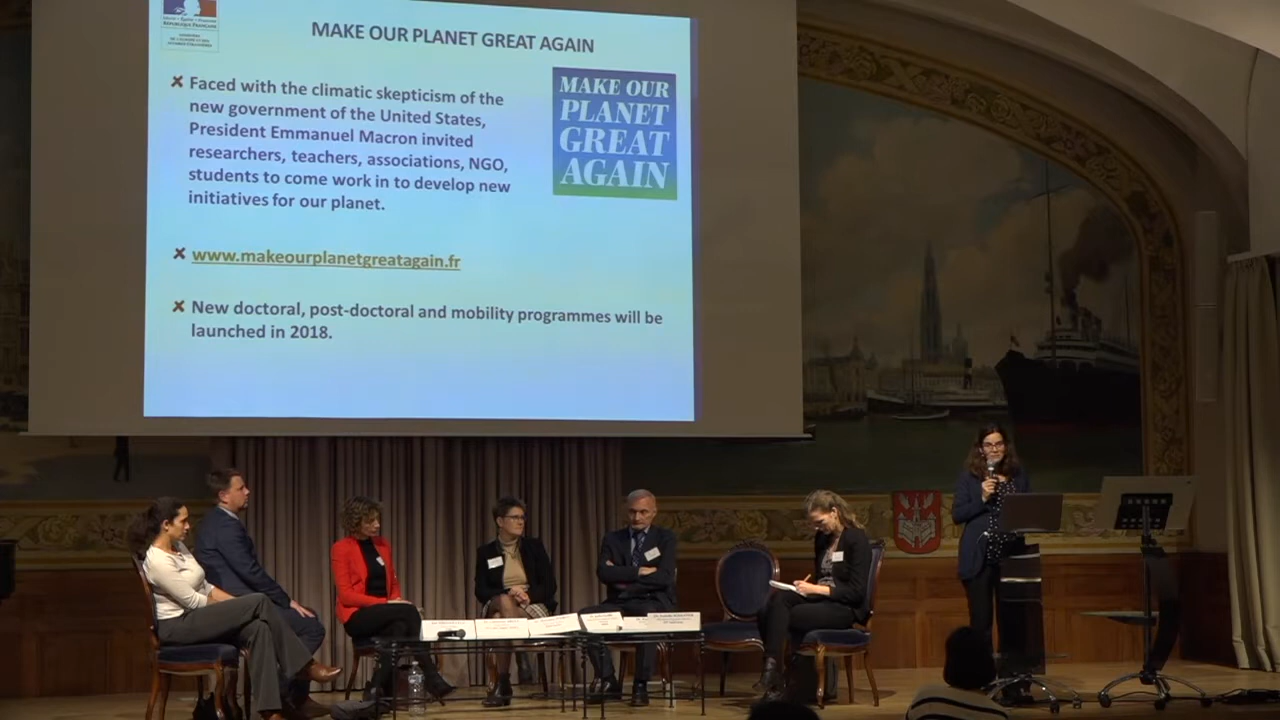 RÉPUBLIQUE FRANÇAISE
MAKE OUR PLANET GREAT AGAIN
Faced with the climatic skepticism of the
new government of the United States,
President Emmanuel Macron invited
researchers, teachers, associations, NGO,
students to come work in to develop new
initiatives for our planet.
MAKE OUR
PLANET
GREAT
AGAIN
www.makeourplanetgreatagain.fr
New doctoral, post-doctoral and mobility programmes will be
launched in 2018.